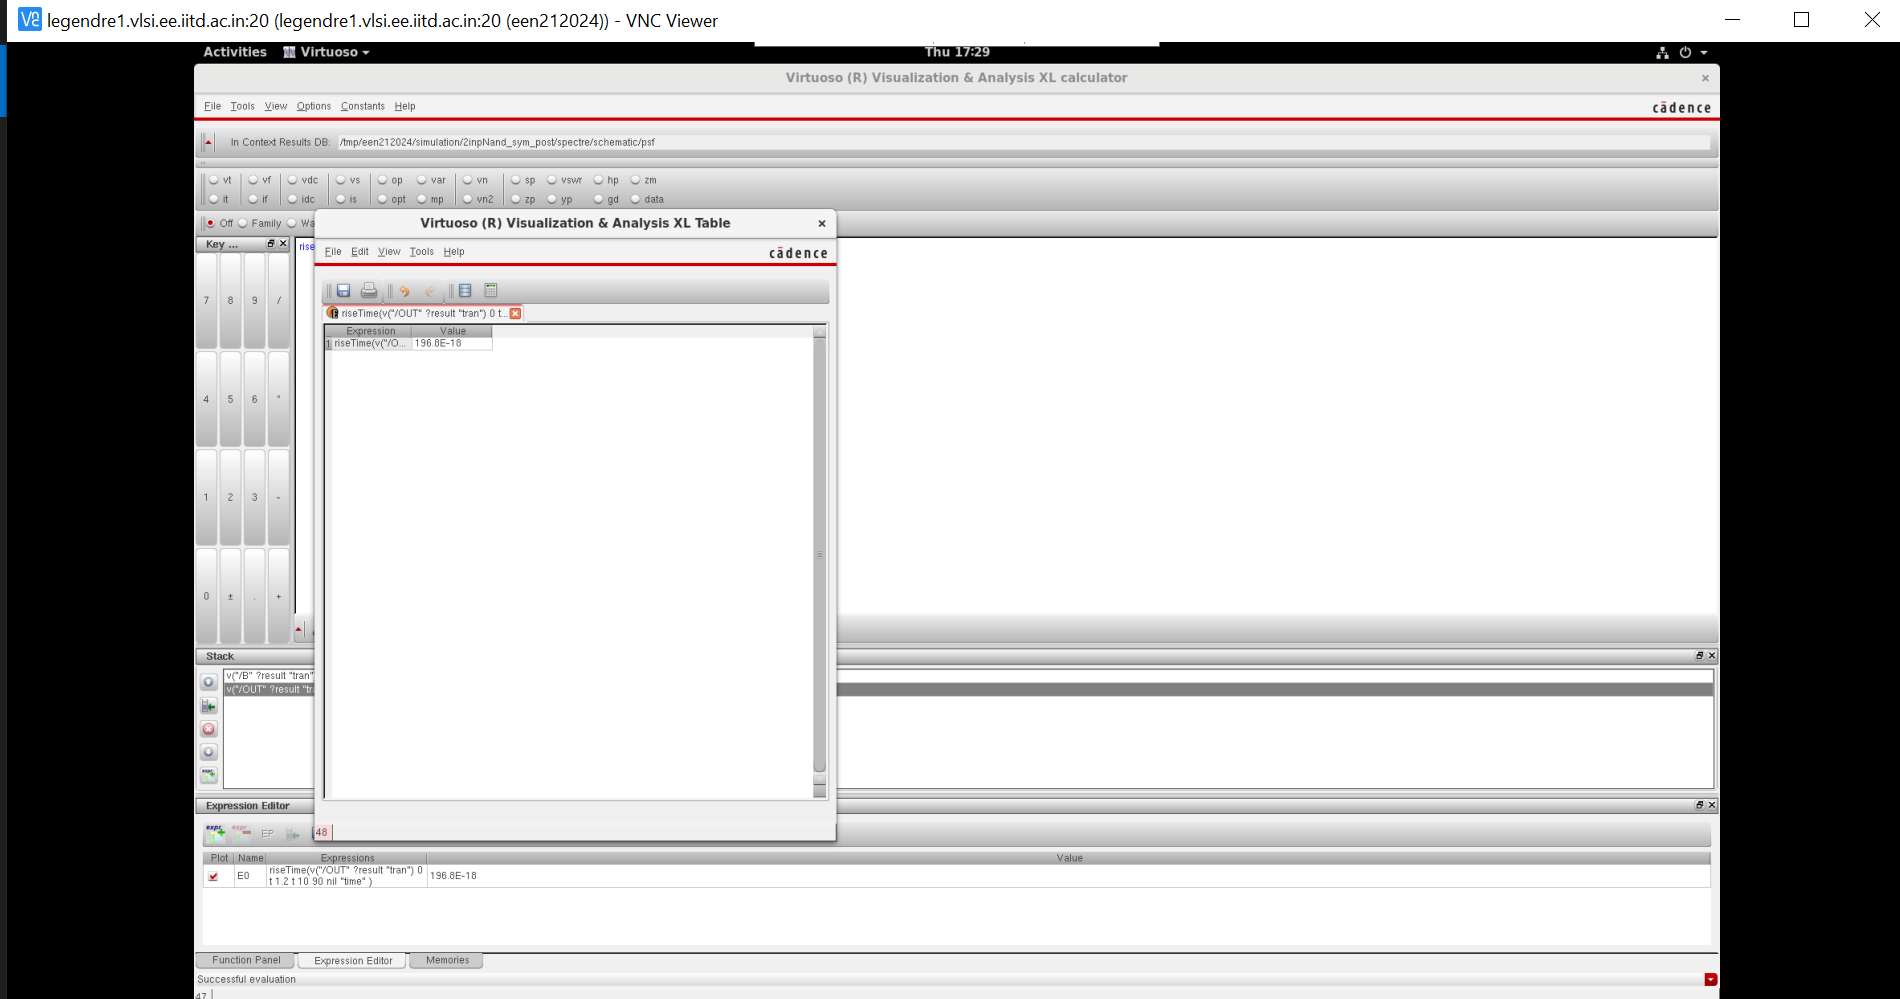 legendre1.vlsi.ee.iitd.ac.in:20 (legendre1.vlsi.ee.iitd.ac.in:20 (een212024)) - VNC Viewer
Activities Virtuoso Thu 17:29
Virtuoso (R) Visualization & Analysis XL calculator
File Tools View Options Constants Help cādence
In Context Results DB: /tmp/een212024/simulation/2inpNand_sym_post/spectre/schematic/psf
vt vf vdc vs op var vn sp vswr hp zm
it if idc is opt mp vn2 zp yp gd data
Off Family Wa
Key ...
rise
7 8 9 /
4 5 6 *
1 2 3 -
0 ± . +
Virtuoso (R) Visualization & Analysis XL Table
File Edit View Tools Help cādence
riseTime(v("/OUT" ?result "tran") 0 t...
Expression Value
1 riseTime(v("/O... 196.8E-18
48
Stack
v("/B" ?result "tran"
v("/OUT" ?result "tra
Expression Editor
expr expr EP
Plot Name Expressions Value
E0 riseTime(v("/OUT" ?result "tran") 0
t 1.2 t 10 90 nil "time" ) 196.8E-18
Function Panel Expression Editor Memories
Successful evaluation
47